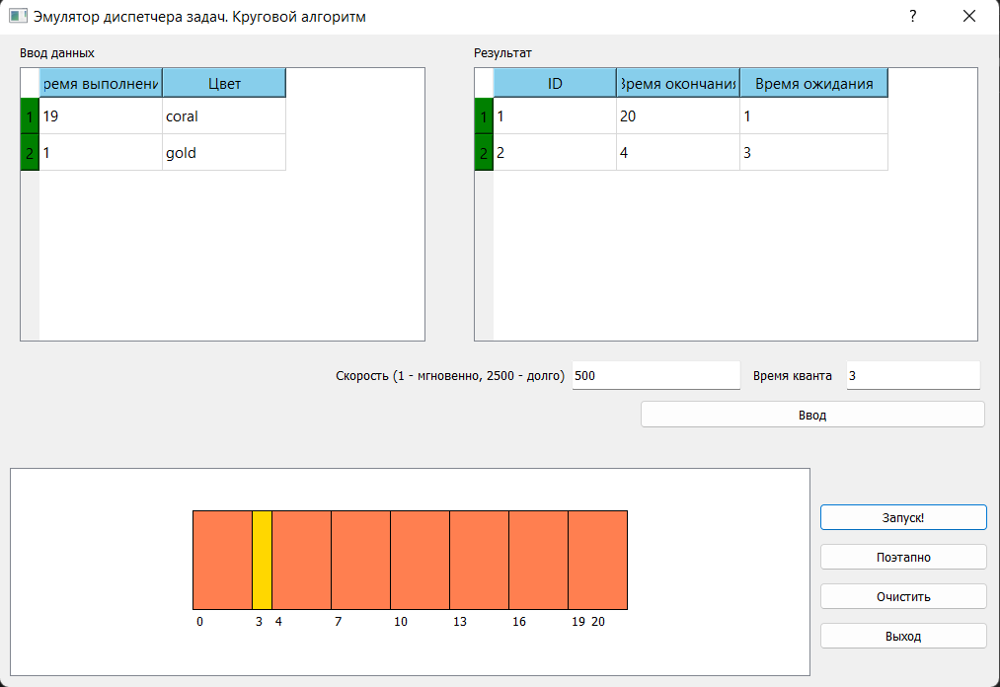 Эмулятор диспетчера задач. Круговой алгоритм ?
Ввод данных
ремя выполнени Цвет
1 19 coral
2 1 gold
Результат
ID Время окончания Время ожидания
1 1 20 1
2 2 4 3
Скорость (1 - мгновенно, 2500 - долго) 500 Время кванта 3
Ввод
0 3 4 7 10 13 16 19 20
Запуск!
Поэтапно
Очистить
Выход